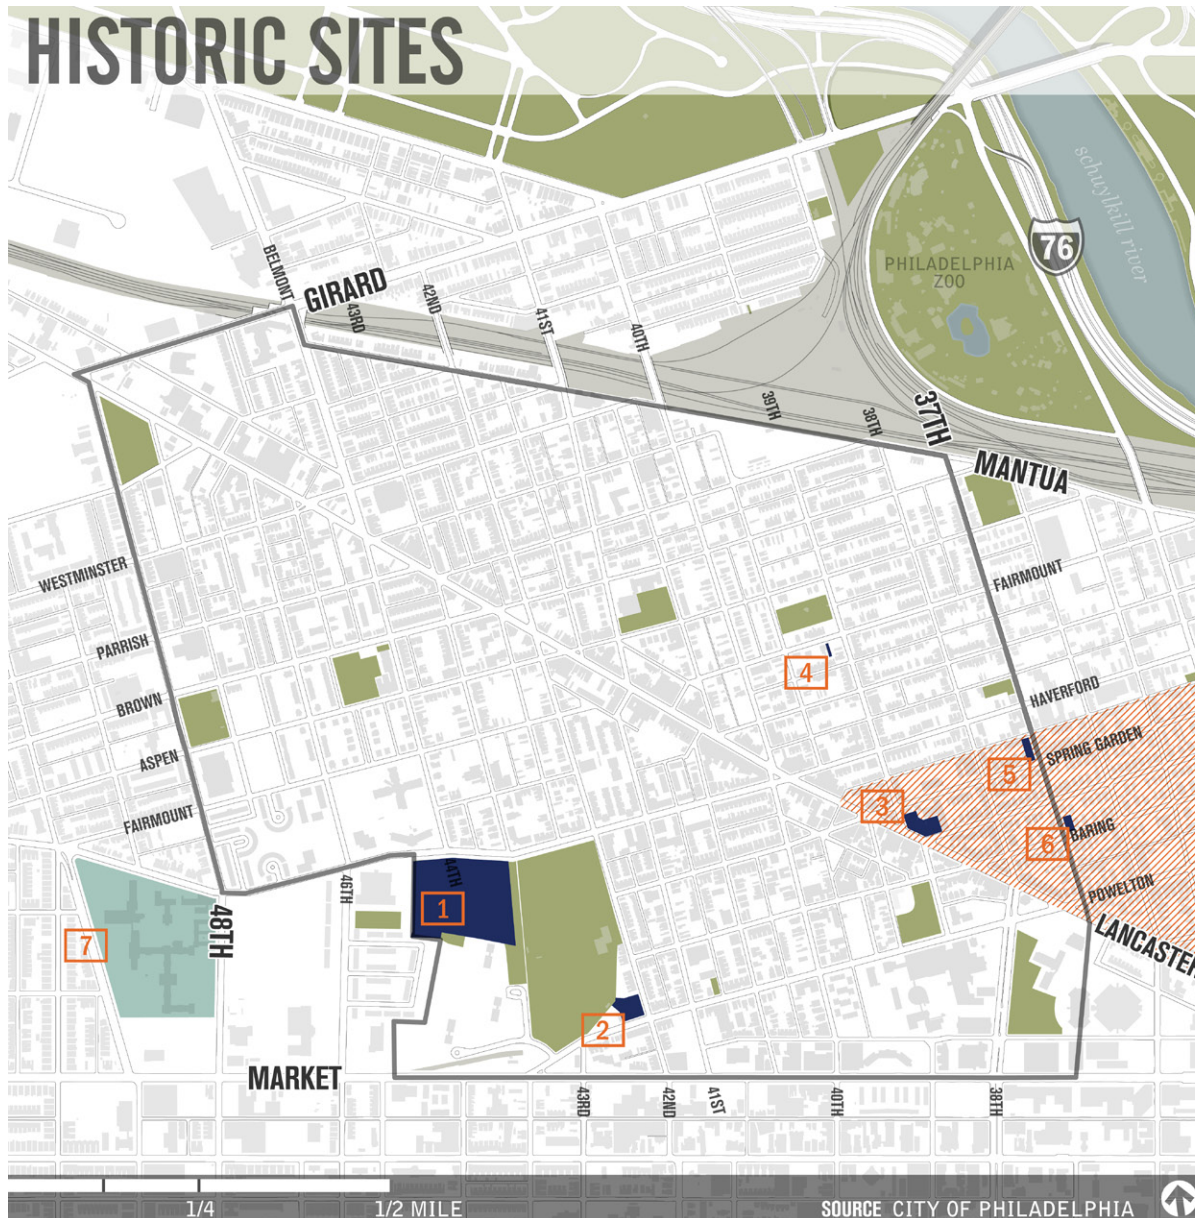 HISTORIC SITES
schuylkill river
76
PHILADELPHIA
ZOO
BELMONT
GIRARD
43RD
42ND
41ST
40TH
39TH
38TH
37TH
MANTUA
WESTMINSTER
FAIRMOUNT
PARRISH
4
BROWN
HAVERFORD
ASPEN
SPRING GARDEN
5
FAIRMOUNT
3
BARING
6
44TH
46TH
POWELTON
1
48TH
7
LANCASTER
2
MARKET
43RD
42ND
41ST
40TH
38TH
1/4
1/2 MILE
SOURCE CITY OF PHILADELPHIA